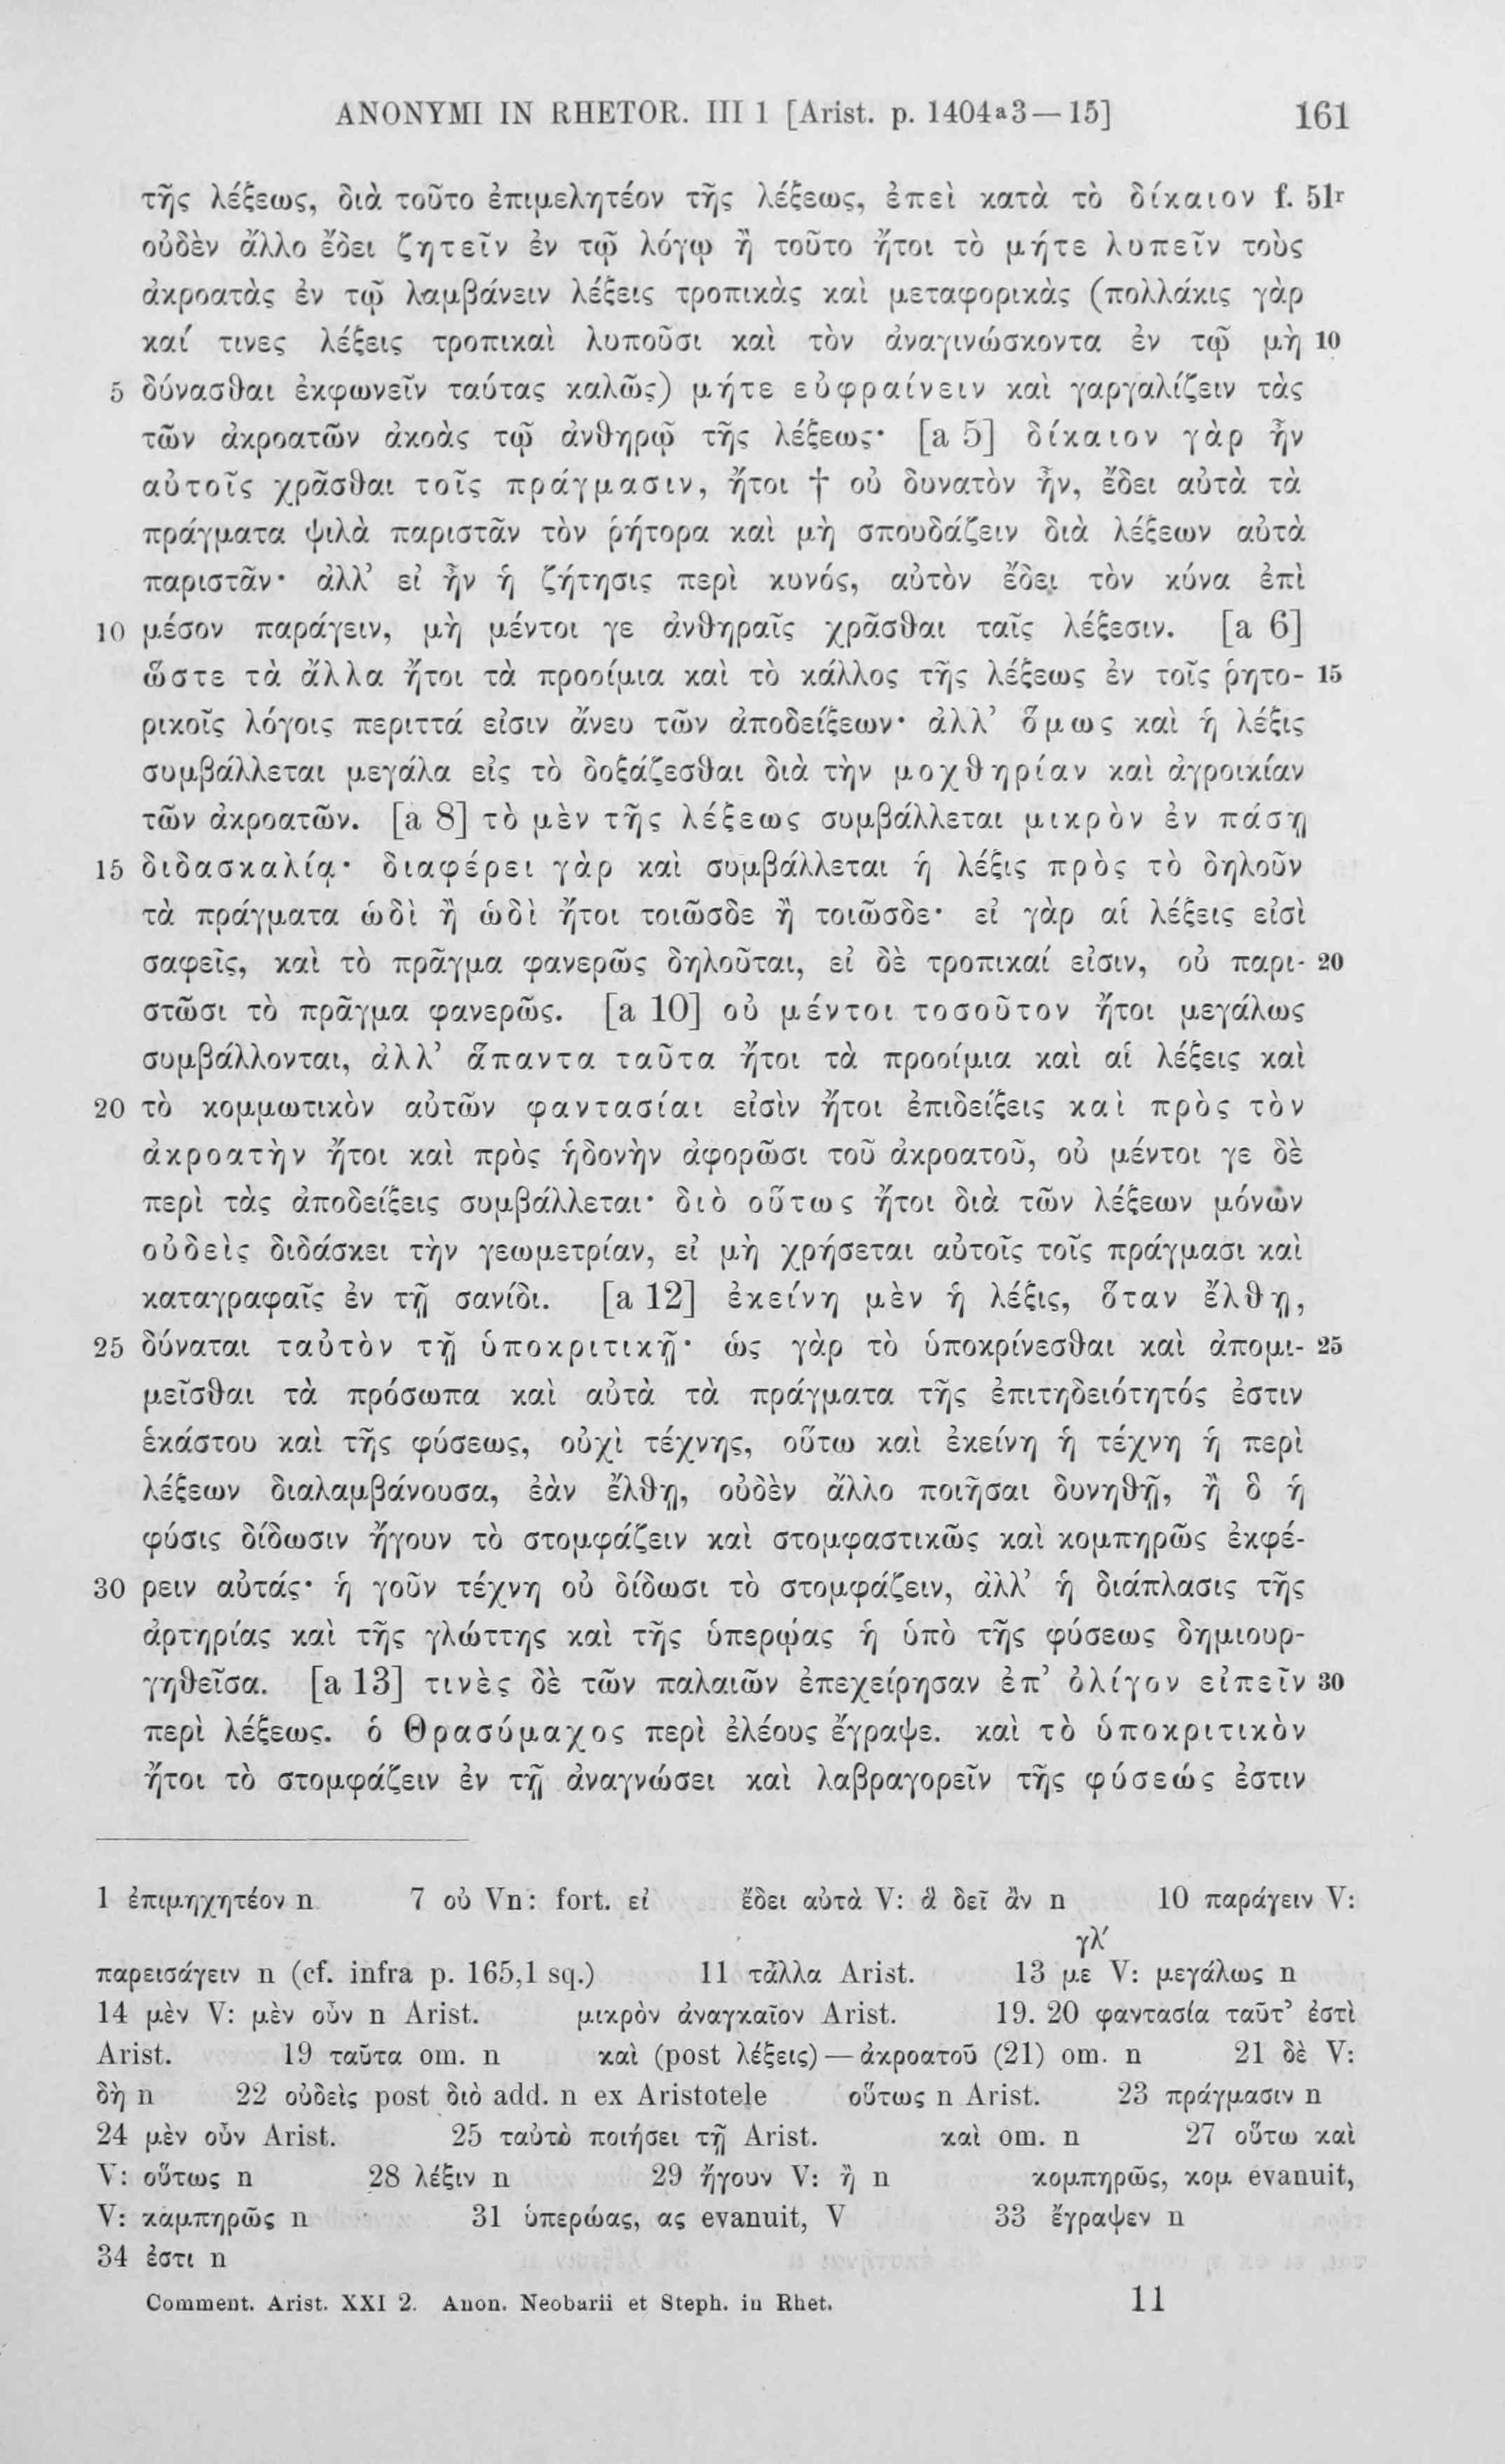 ANONYMI IN RHETOR. III 1 [Arist. p. 1404ᵃ3—15] 161
τῆς λέξεως, διὰ τοῦτο ἐπιμελητέον τῆς λέξεως, ἐπεὶ κατὰ τὸ δίκαιον f. 51ʳ
οὐδὲν ἄλλο ἔδει ζητεῖν ἐν τῷ λόγῳ ἢ τοῦτο ἤτοι τὸ μήτε λυπεῖν τοὺς
ἀκροατὰς ἐν τῷ λαμβάνειν λέξεις τροπικὰς καὶ μεταφορικὰς (πολλάκις γὰρ
καί τινες λέξεις τροπικαὶ λυποῦσι καὶ τὸν ἀναγινώσκοντα ἐν τῷ μὴ 10
5 δύνασθαι ἐκφωνεῖν ταύτας καλῶς) μήτε εὐφραίνειν καὶ γαργαλίζειν τὰς
τῶν ἀκροατῶν ἀκοὰς τῷ ἀνθηρῷ τῆς λέξεως· [a 5] δίκαιον γὰρ ἦν
αὐτοῖς χρᾶσθαι τοῖς πράγμασιν, ἤτοι † οὐ δυνατὸν ἦν, ἔδει αὐτὰ τὰ
πράγματα ψιλὰ παριστᾶν τὸν ῥήτορα καὶ μὴ σπουδάζειν διὰ λέξεων αὐτὰ
παριστᾶν· ἀλλ’ εἰ ἦν ἡ ζήτησις περὶ κυνός, αὐτὸν ἔδει τὸν κύνα ἐπὶ
10 μέσον παράγειν, μὴ μέντοι γε ἀνθηραῖς χρᾶσθαι ταῖς λέξεσιν. [a 6]
ὥστε τὰ ἄλλα ἤτοι τὰ προοίμια καὶ τὸ κάλλος τῆς λέξεως ἐν τοῖς ῥητο- 15
ρικοῖς λόγοις περιττά εἰσιν ἄνευ τῶν ἀποδείξεων· ἀλλ’ ὅμως καὶ ἡ λέξις
συμβάλλεται μεγάλα εἰς τὸ δοξάζεσθαι διὰ τὴν μοχθηρίαν καὶ ἀγροικίαν
τῶν ἀκροατῶν. [a 8] τὸ μὲν τῆς λέξεως συμβάλλεται μικρὸν ἐν πάσῃ
15 διδασκαλίᾳ· διαφέρει γὰρ καὶ συμβάλλεται ἡ λέξις πρὸς τὸ δηλοῦν
τὰ πράγματα ὡδὶ ἢ ὡδὶ ἤτοι τοιῶσδε ἢ τοιῶσδε· εἰ γὰρ αἱ λέξεις εἰσὶ
σαφεῖς, καὶ τὸ πρᾶγμα φανερῶς δηλοῦται, εἰ δὲ τροπικαί εἰσιν, οὐ παρι- 20
στῶσι τὸ πρᾶγμα φανερῶς. [a 10] οὐ μέντοι τοσοῦτον ἤτοι μεγάλως
συμβάλλονται, ἀλλ’ ἅπαντα ταῦτα ἤτοι τὰ προοίμια καὶ αἱ λέξεις καὶ
20 τὸ κομμωτικὸν αὐτῶν φαντασίαι εἰσὶν ἤτοι ἐπιδείξεις καὶ πρὸς τὸν
ἀκροατὴν ἤτοι καὶ πρὸς ἡδονὴν ἀφορῶσι τοῦ ἀκροατοῦ, οὐ μέντοι γε δὲ
περὶ τὰς ἀποδείξεις συμβάλλεται· διὸ οὕτως ἤτοι διὰ τῶν λέξεων μόνων
οὐδεὶς διδάσκει τὴν γεωμετρίαν, εἰ μὴ χρήσεται αὐτοῖς τοῖς πράγμασι καὶ
καταγραφαῖς ἐν τῇ σανίδι. [a 12] ἐκείνη μὲν ἡ λέξις, ὅταν ἔλθῃ,
25 δύναται ταὐτὸν τῇ ὑποκριτικῇ· ὡς γὰρ τὸ ὑποκρίνεσθαι καὶ ἀπομι- 25
μεῖσθαι τὰ πρόσωπα καὶ αὐτὰ τὰ πράγματα τῆς ἐπιτηδειότητός ἐστιν
ἑκάστου καὶ τῆς φύσεως, οὐχὶ τέχνης, οὕτω καὶ ἐκείνη ἡ τέχνη ἡ περὶ
λέξεων διαλαμβάνουσα, ἐὰν ἔλθῃ, οὐδὲν ἄλλο ποιῆσαι δυνηθῇ, ἢ ὃ ἡ
φύσις δίδωσιν ἤγουν τὸ στομφάζειν καὶ στομφαστικῶς καὶ κομπηρῶς ἐκφέ-
30 ρειν αὐτάς· ἡ γοῦν τέχνη οὐ δίδωσι τὸ στομφάζειν, ἀλλ’ ἡ διάπλασις τῆς
ἀρτηρίας καὶ τῆς γλώττης καὶ τῆς ὑπερῴας ἡ ὑπὸ τῆς φύσεως δημιουρ-
γηθεῖσα. [a 13] τινὲς δὲ τῶν παλαιῶν ἐπεχείρησαν ἐπ’ ὀλίγον εἰπεῖν 30
περὶ λέξεως. ὁ Θρασύμαχος περὶ ἐλέους ἔγραψε. καὶ τὸ ὑποκριτικὸν
ἤτοι τὸ στομφάζειν ἐν τῇ ἀναγνώσει καὶ λαβραγορεῖν τῆς φύσεώς ἐστιν
1 ἐπιμηχητέον n 7 οὐ Vn: fort. εἰ ἔδει αὐτὰ V: ἃ δεῖ ἂν n 10 παράγειν V:
παρεισάγειν n (cf. infra p. 165,1 sq.) 11 τἆλλα Arist. 13 με γλʹ V: μεγάλως n
14 μὲν V: μὲν οὖν n Arist. μικρὸν ἀναγκαῖον Arist. 19. 20 φαντασία ταῦτ’ ἐστὶ
Arist. 19 ταῦτα om. n καὶ (post λέξεις) — ἀκροατοῦ (21) om. n 21 δὲ V:
δὴ n 22 οὐδεὶς post διὸ add. n ex Aristotele οὕτως n Arist. 23 πράγμασιν n
24 μὲν οὖν Arist. 25 ταὐτὸ ποιήσει τῇ Arist. καὶ om. n 27 οὕτω καὶ
V: οὕτως n 28 λέξιν n 29 ἤγουν V: ἢ n κομπηρῶς, κομ evanuit,
V: καμπηρῶς n 31 ὑπερώας, ας evanuit, V 33 ἔγραψεν n
34 ἐστι n
Comment. Arist. XXI 2. Anon. Neobarii et Steph. in Rhet. 11